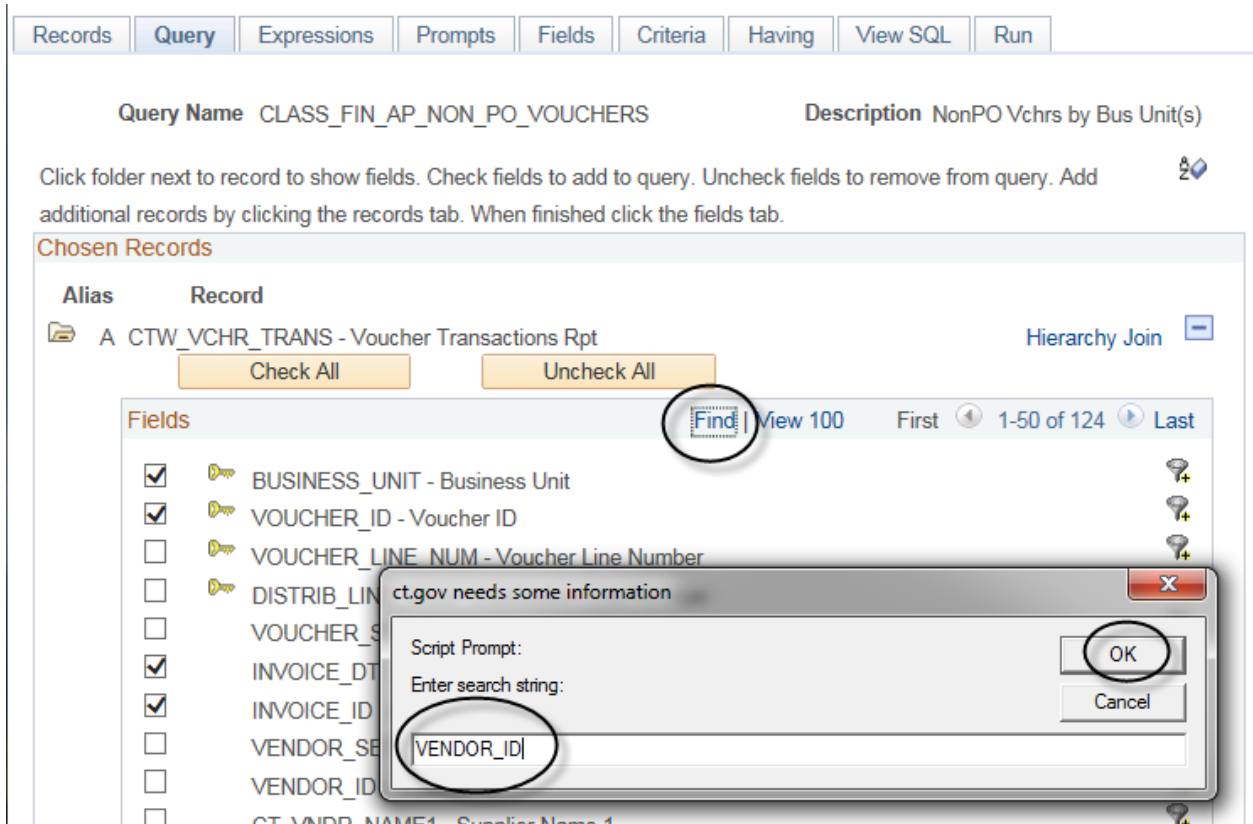 Records Query Expressions Prompts Fields Criteria Having View SQL Run
Query Name CLASS_FIN_AP_NON_PO_VOUCHERS Description NonPO Vchrs by Bus Unit(s)
Click folder next to record to show fields. Check fields to add to query. Uncheck fields to remove from query. Add
additional records by clicking the records tab. When finished click the fields tab.
Chosen Records
Alias Record
A CTW_VCHR_TRANS - Voucher Transactions Rpt Hierarchy Join
Check All Uncheck All
Fields Find | View 100 First 1-50 of 124 Last
BUSINESS_UNIT - Business Unit
VOUCHER_ID - Voucher ID
VOUCHER_LINE_NUM - Voucher Line Number
DISTRIB_LIN
VOUCHER_S
INVOICE_DT
INVOICE_ID
VENDOR_SE
VENDOR_ID
CT_VNDR_NAME1 - Supplier Name 1
ct.gov needs some information
Script Prompt:
OK
Enter search string:
Cancel
VENDOR_ID